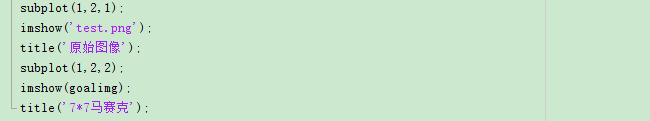 subplot(1,2,1);
imshow('test.png');
title('原始图像');
subplot(1,2,2);
imshow(goalimg);
title('7*7马赛克');